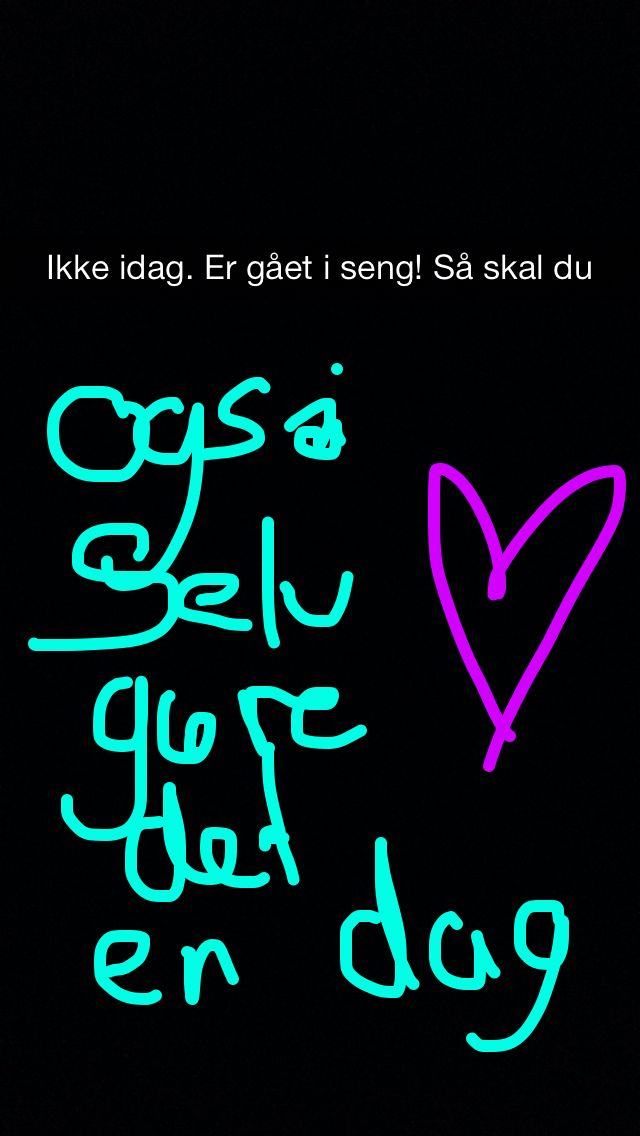 Ikke idag. Er gået i seng! Så skal du
også
selv
gøre
det
en dag